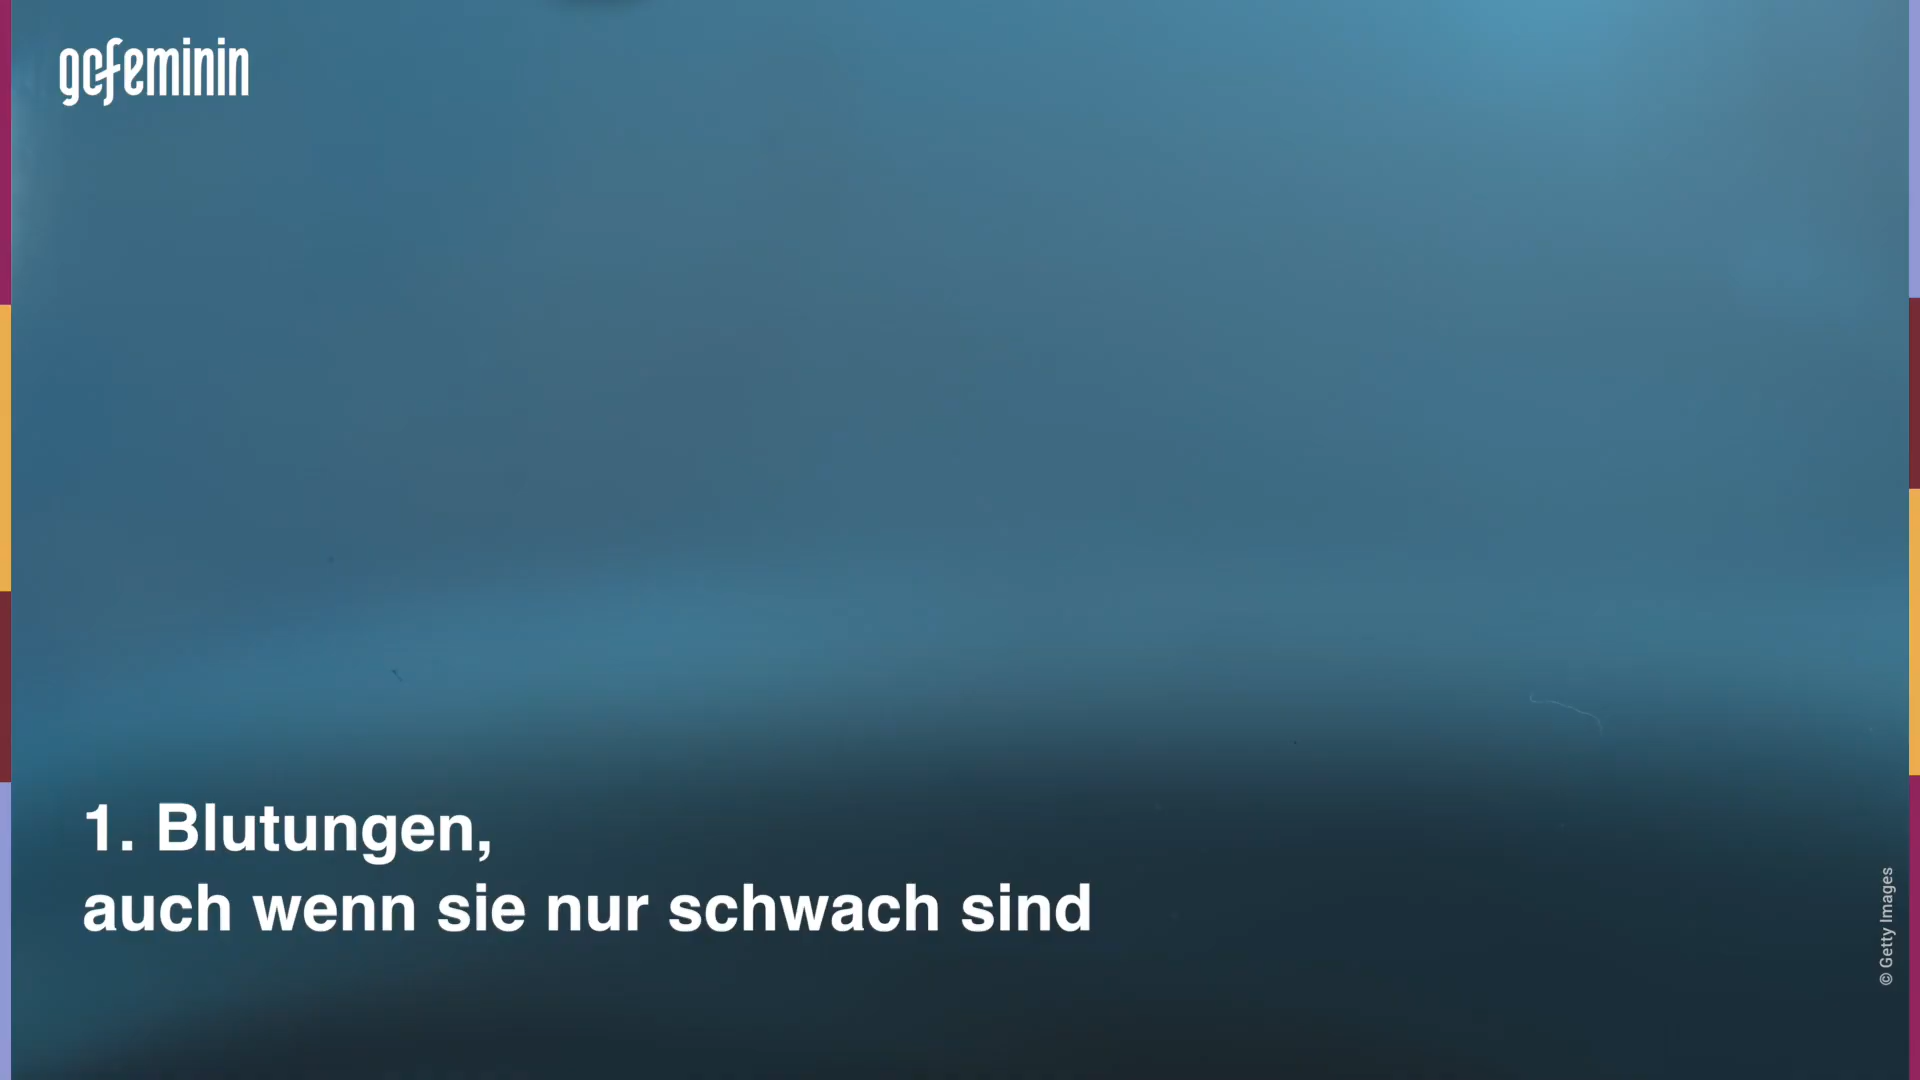 gofeminin
1. Blutungen,
auch wenn sie nur schwach sind
© Getty Images